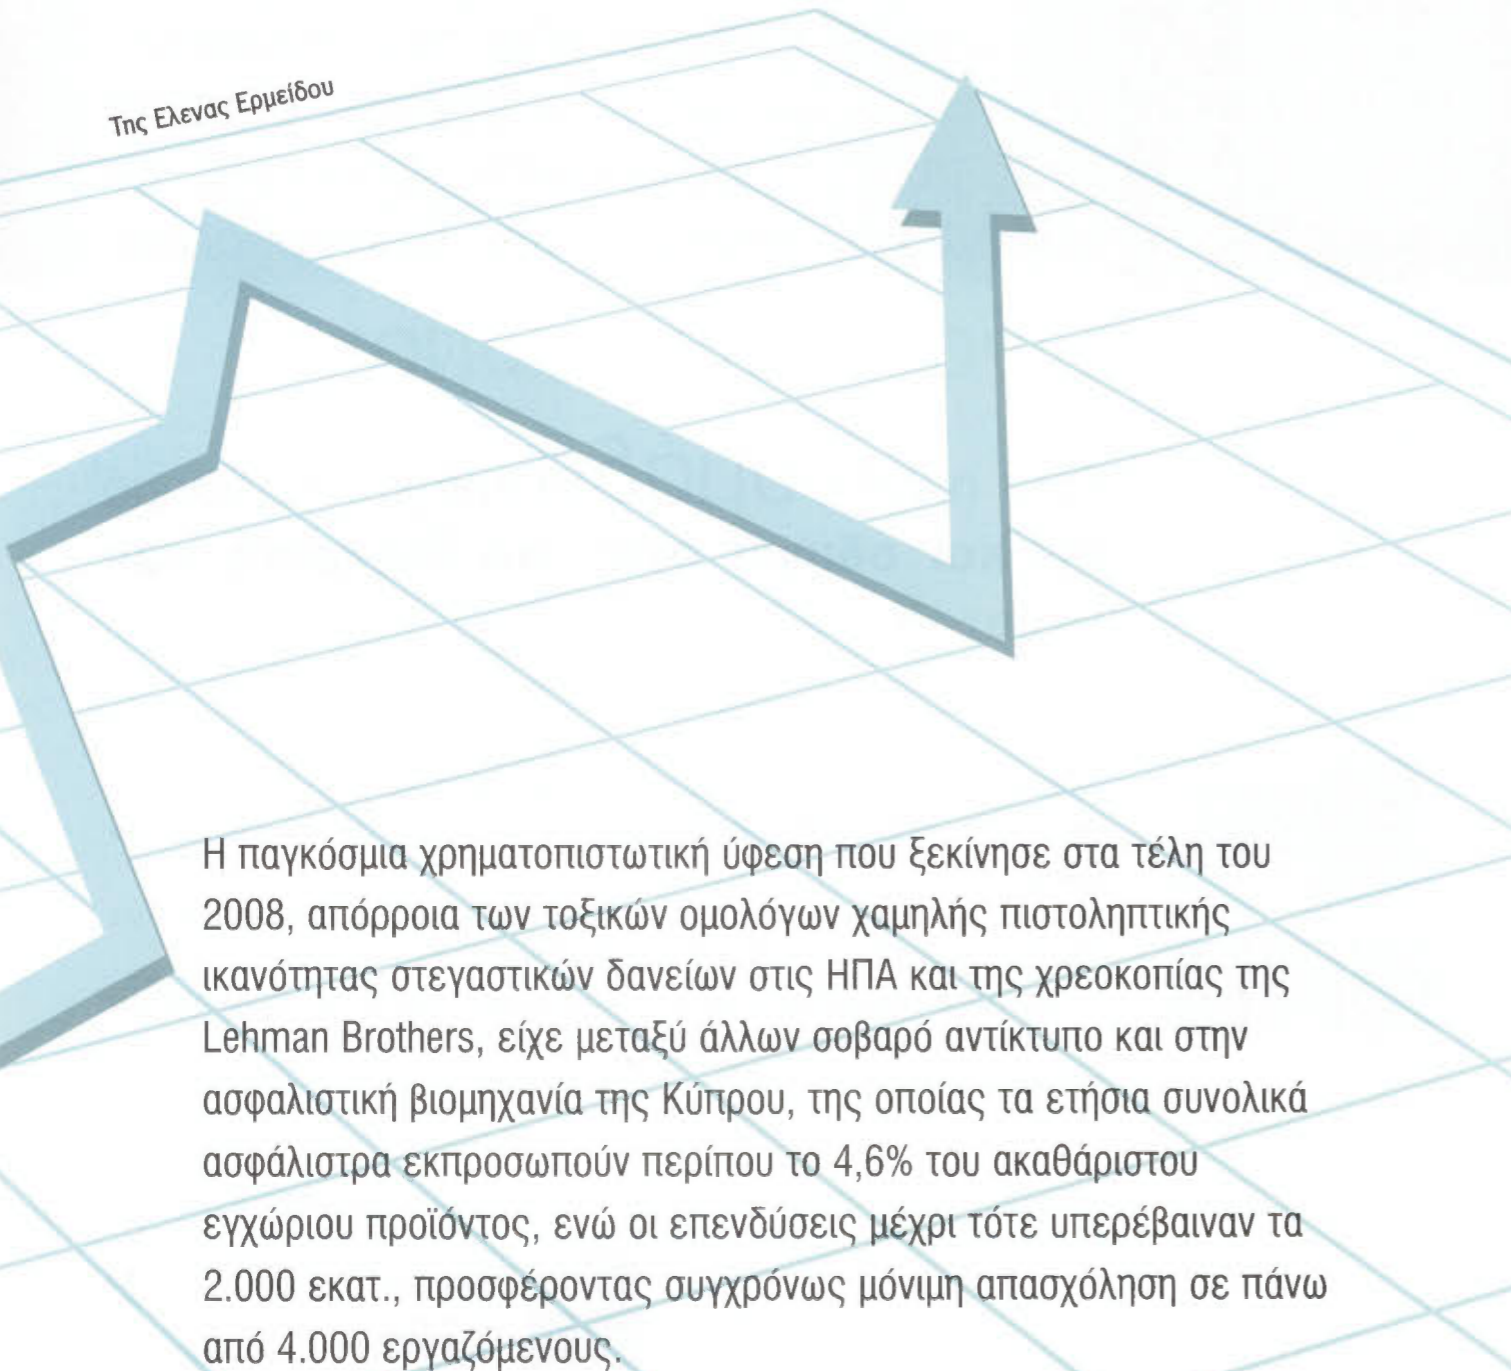 Της Ελενας Ερμείδου
Η παγκόσμια χρηματοπιστωτική ύφεση που ξεκίνησε στα τέλη του
2008, απόρροια των τοξικών ομολόγων χαμηλής πιστοληπτικής
ικανότητας στεγαστικών δανείων στις ΗΠΑ και της χρεοκοπίας της
Lehman Brothers, είχε μεταξύ άλλων σοβαρό αντίκτυπο και στην
ασφαλιστική βιομηχανία της Κύπρου, της οποίας τα ετήσια συνολικά
ασφάλιστρα εκπροσωπούν περίπου το 4,6% του ακαθάριστου
εγχώριου προϊόντος, ενώ οι επενδύσεις μέχρι τότε υπερέβαιναν τα
2.000 εκατ., προσφέροντας συγχρόνως μόνιμη απασχόληση σε πάνω
από 4.000 εργαζόμενους.